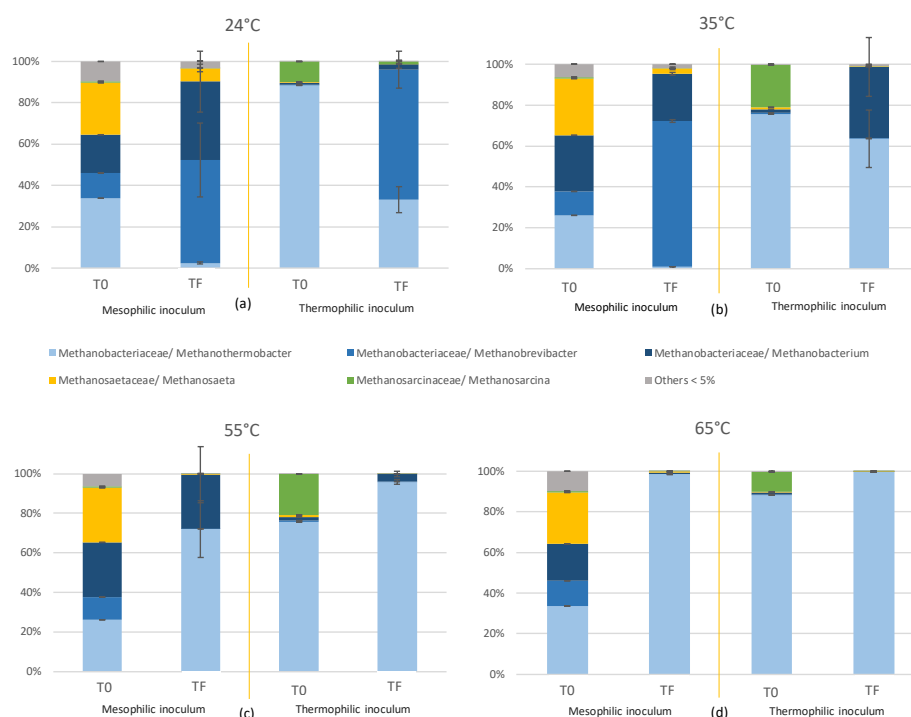 24°C
100%
80%
60%
40%
20%
0%
T0 TF T0 TF
Mesophilic inoculum (a) Thermophilic inoculum
35°C
100%
80%
60%
40%
20%
0%
T0 TF T0 TF
Mesophilic inoculum (b) Thermophilic inoculum
Methanobacteriaceae/ Methanothermobacter Methanobacteriaceae/ Methanobrevibacter Methanobacteriaceae/ Methanobacterium
Methanosaetaceae/ Methanosaeta Methanosarcinaceae/ Methanosarcina Others < 5%
55°C
100%
80%
60%
40%
20%
0%
T0 TF T0 TF
Mesophilic inoculum (c) Thermophilic inoculum
65°C
100%
80%
60%
40%
20%
0%
T0 TF T0 TF
Mesophilic inoculum (d) Thermophilic inoculum